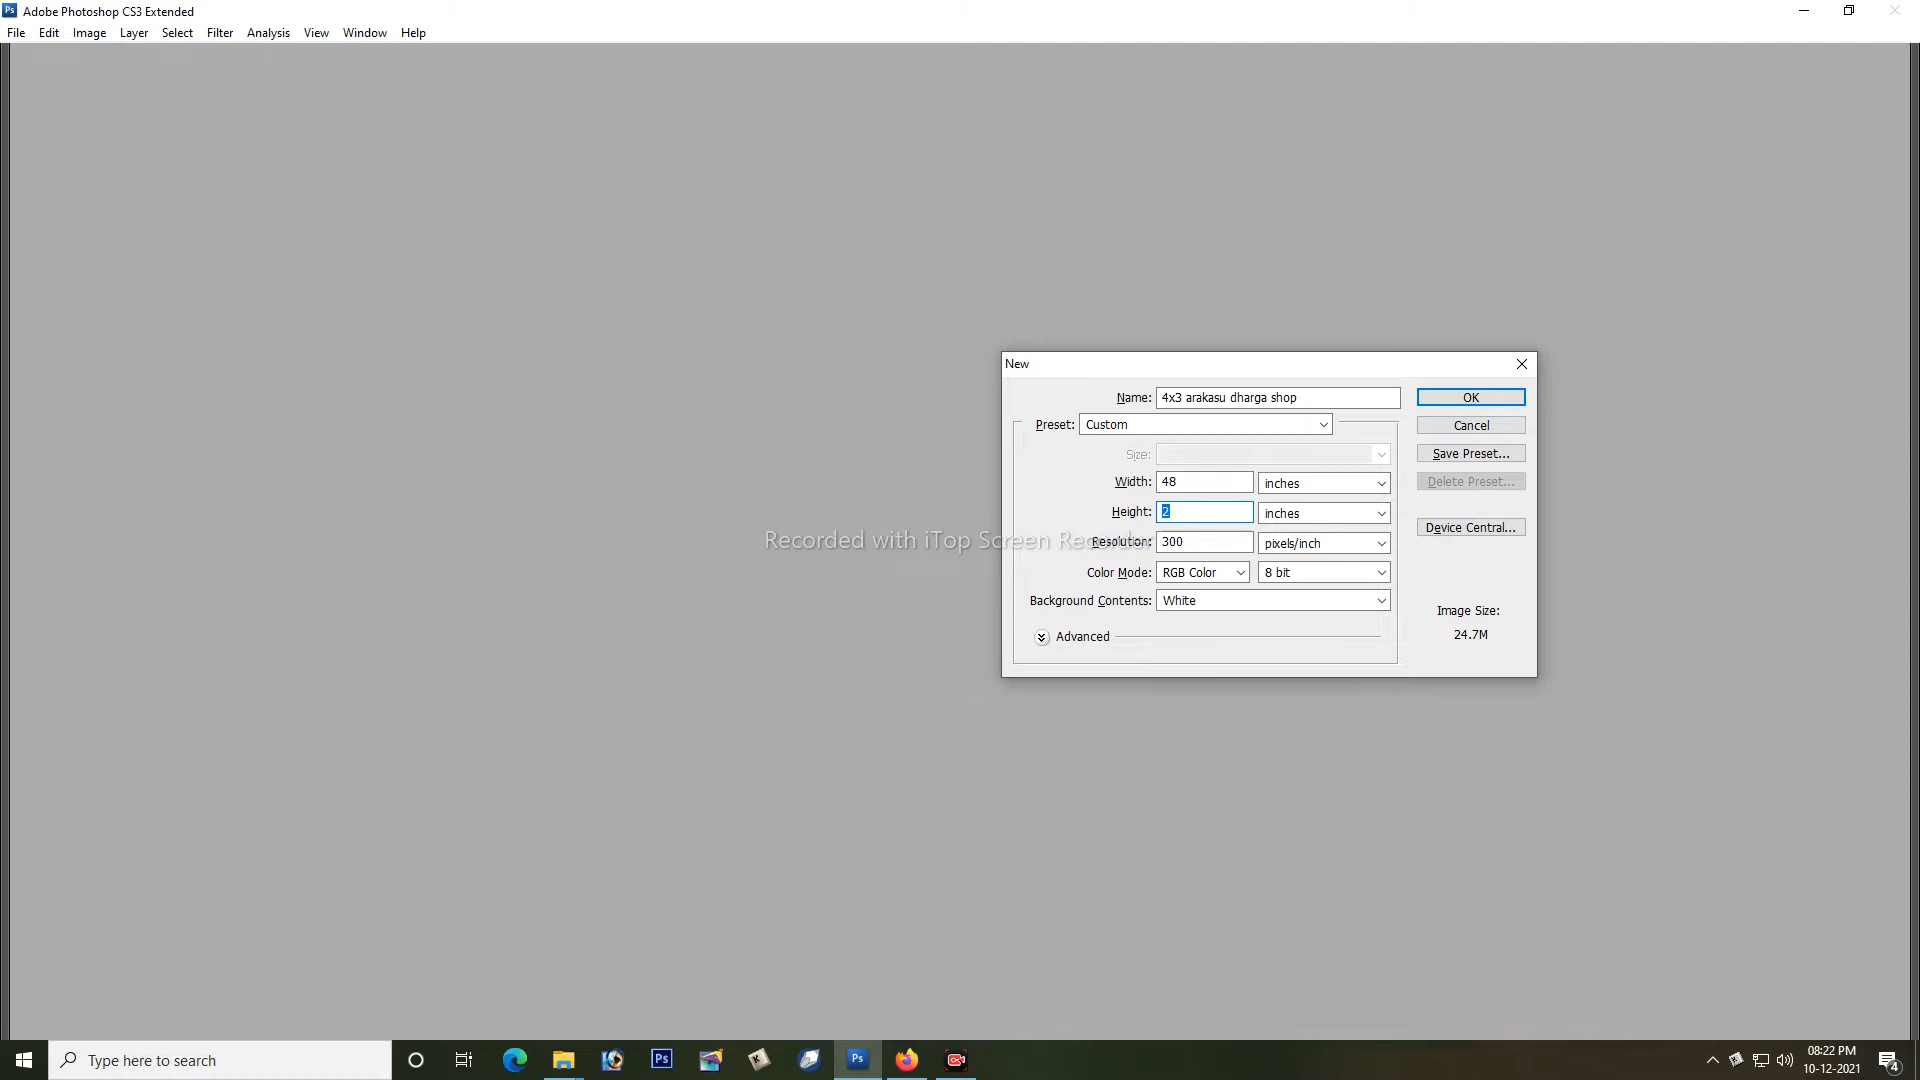 Adobe Photoshop CS3 Extended
File Edit Image Layer Select Filter Analysis View Window Help
New
Name: 4x3 arakasu dharga shop
OK
Preset: Custom
Cancel
Size:
Save Preset...
Width: 48 inches
Delete Preset...
Height: 2 inches
Device Central...
Recorded with iTop Screen Recorder
Resolution: 300 pixels/inch
Color Mode: RGB Color 8 bit
Background Contents: White
Image Size:
24.7M
Advanced
Type here to search
08:22 PM
10-12-2021
4